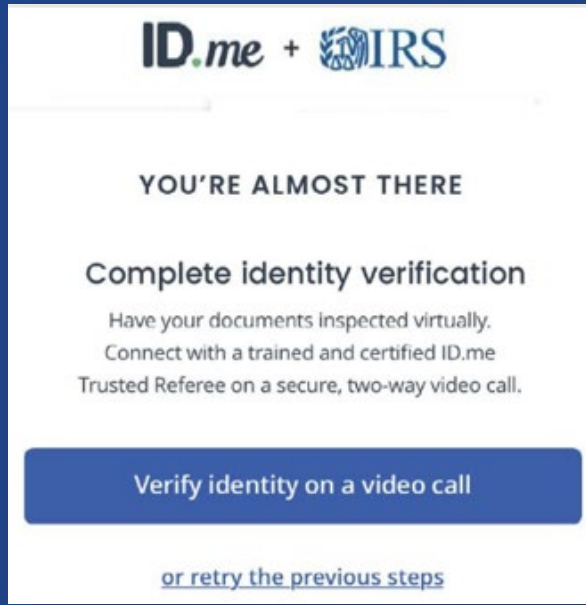 ID.me + IRS
YOU'RE ALMOST THERE
Complete identity verification
Have your documents inspected virtually.
Connect with a trained and certified ID.me
Trusted Referee on a secure, two-way video call.
Verify identity on a video call
or retry the previous steps